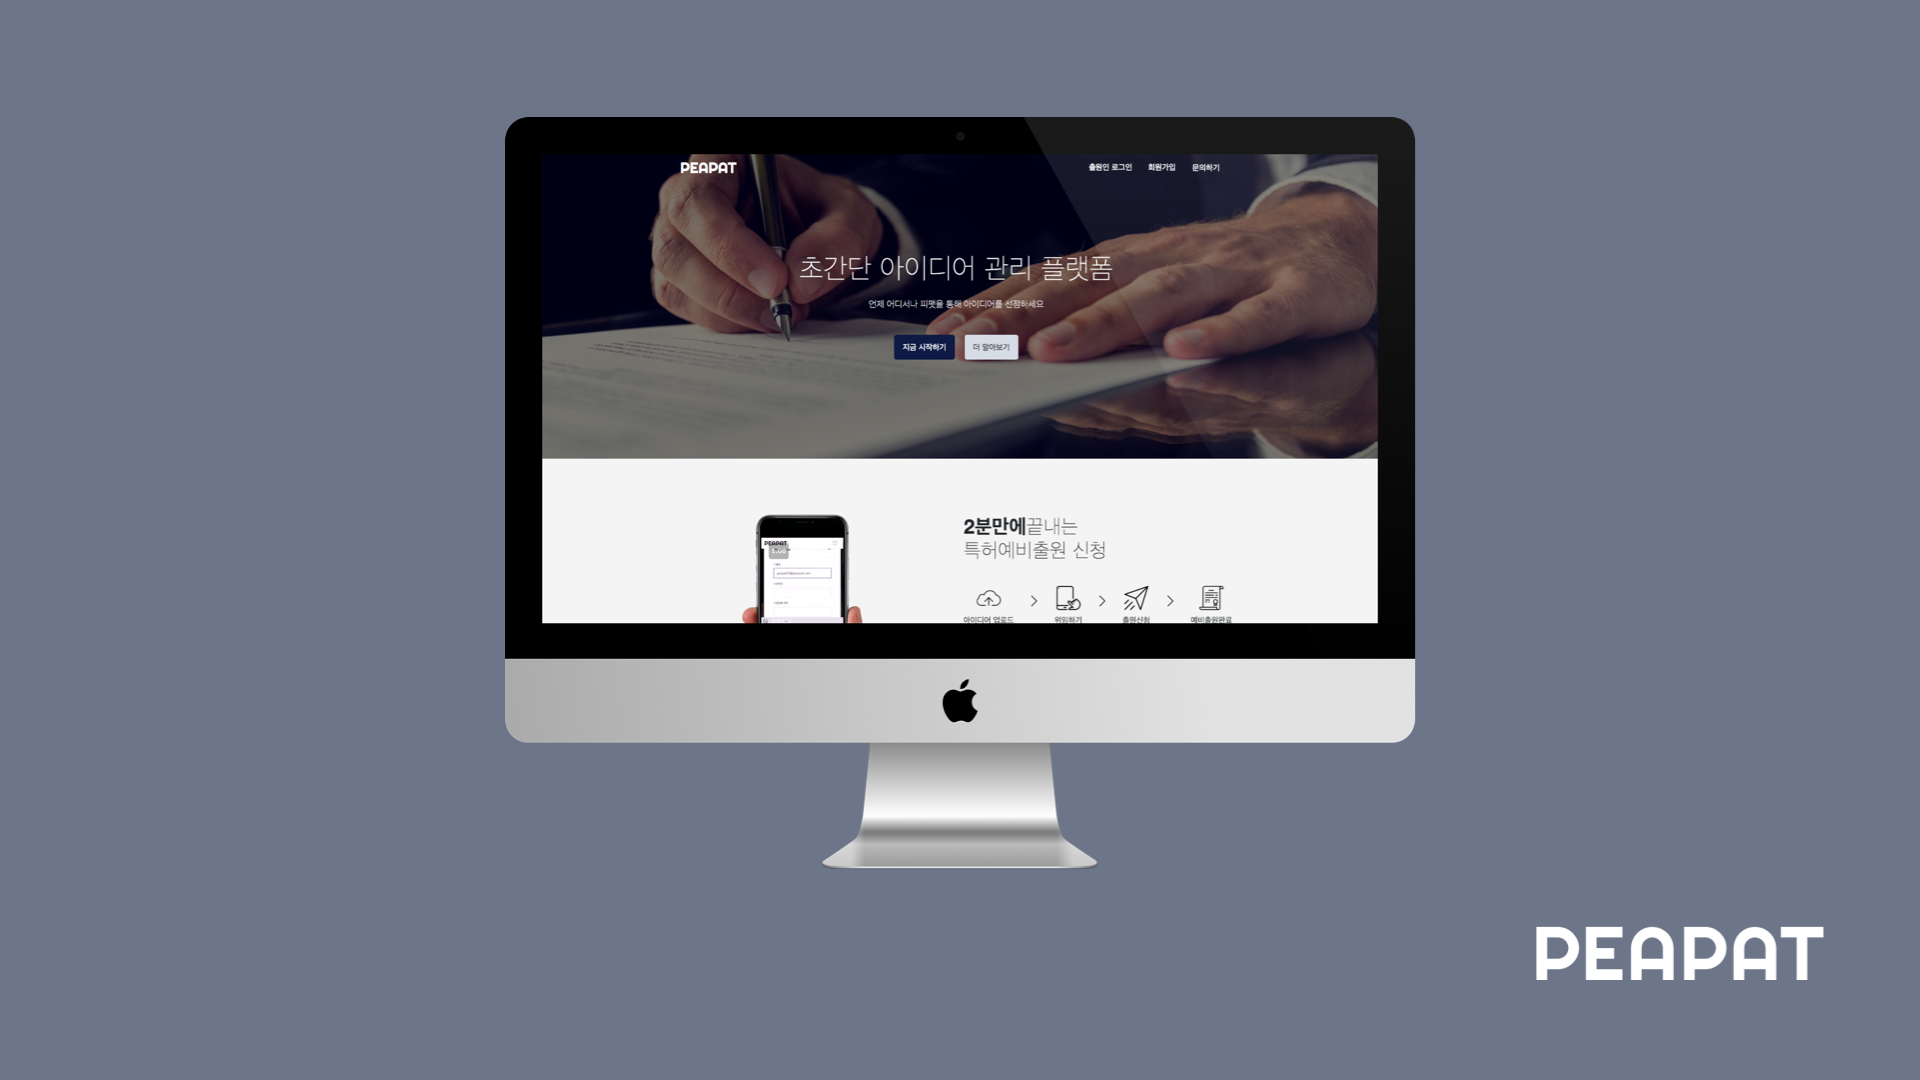 PEAPAT
출원인 로그인 회원가입 문의하기
초간단 아이디어 관리 플랫폼
언제 어디서나 피팻을 통해 아이디어를 선점하세요
지금 시작하기 더 알아보기
2분만에끝내는
특허예비출원 신청
PEAPAT
아이디어 업로드 위임하기 출원신청 예비출원완료
PEAPAT